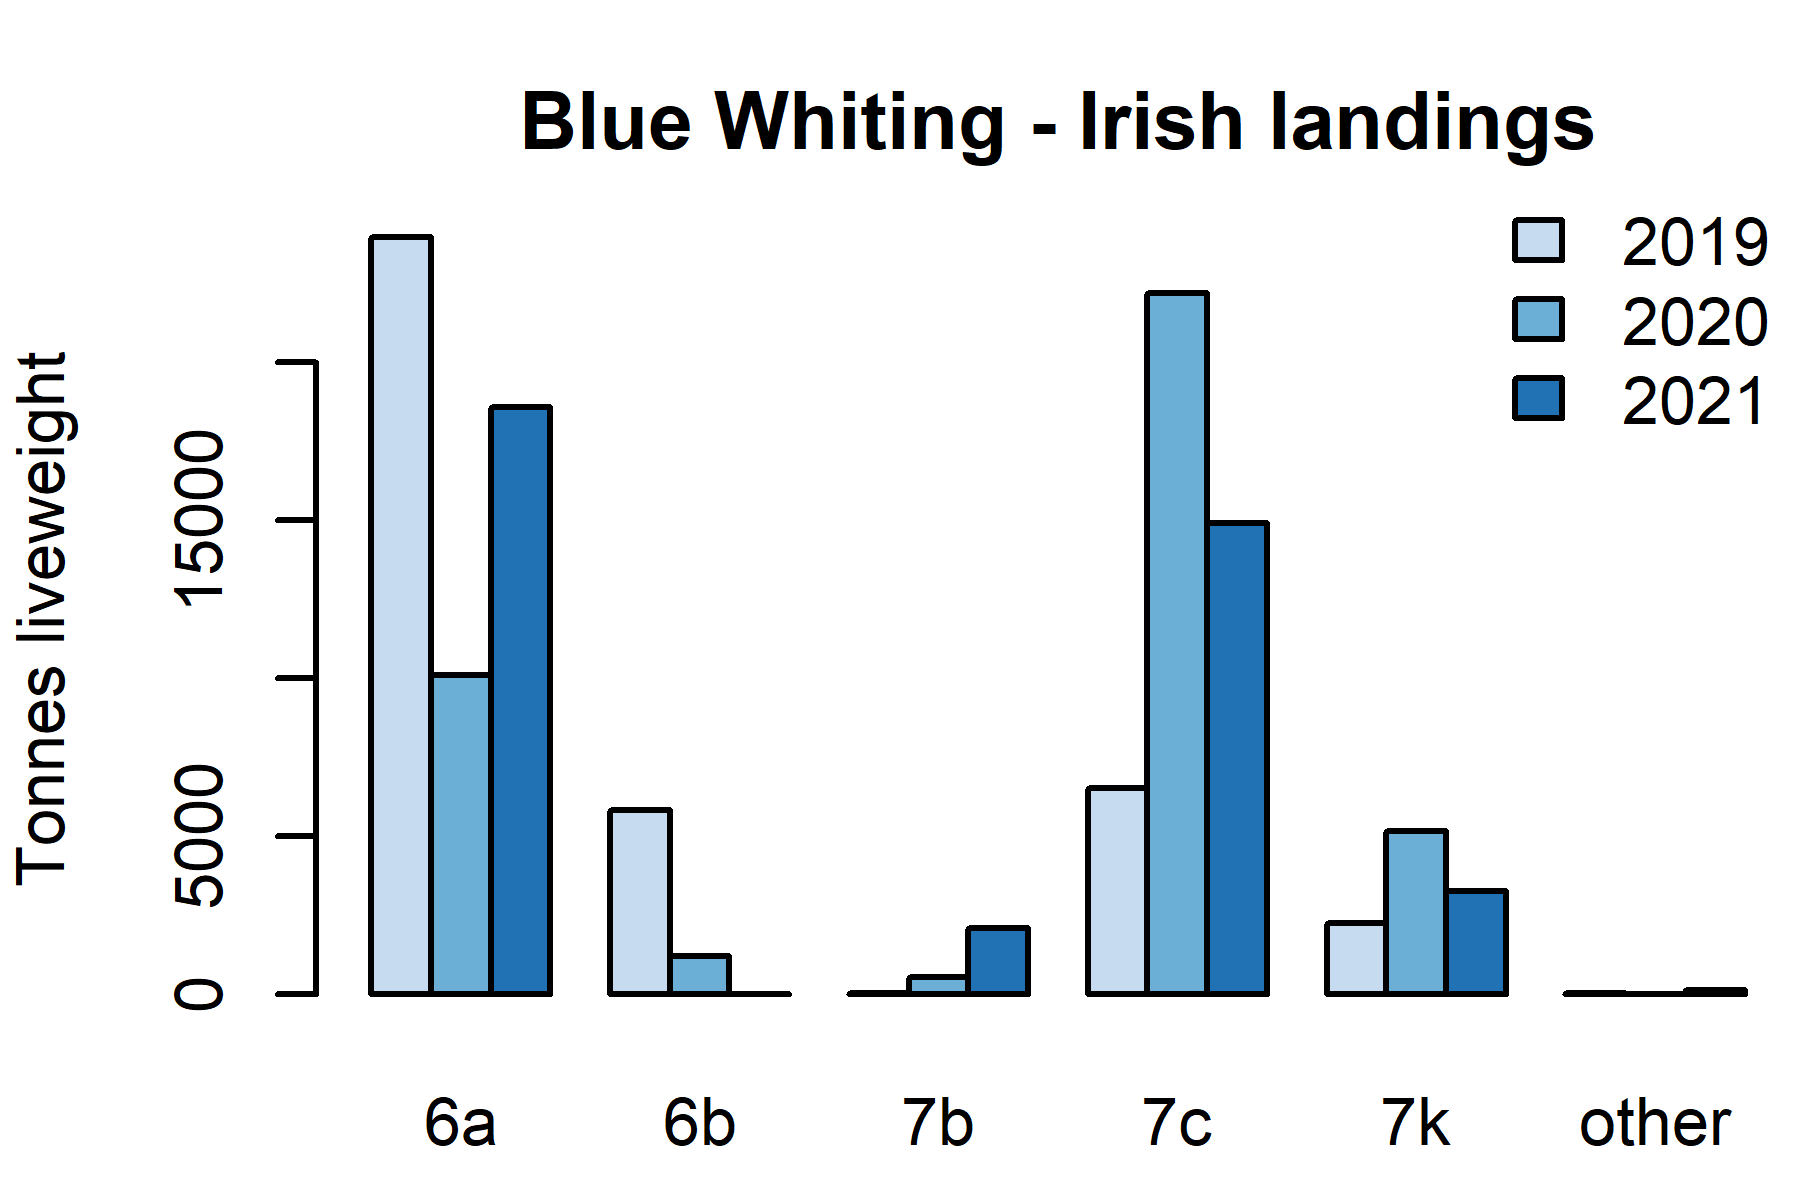 Blue Whiting - Irish landings
2019
2020
2021
Tonnes liveweight
15000
5000
0
6a
6b
7b
7c
7k
other